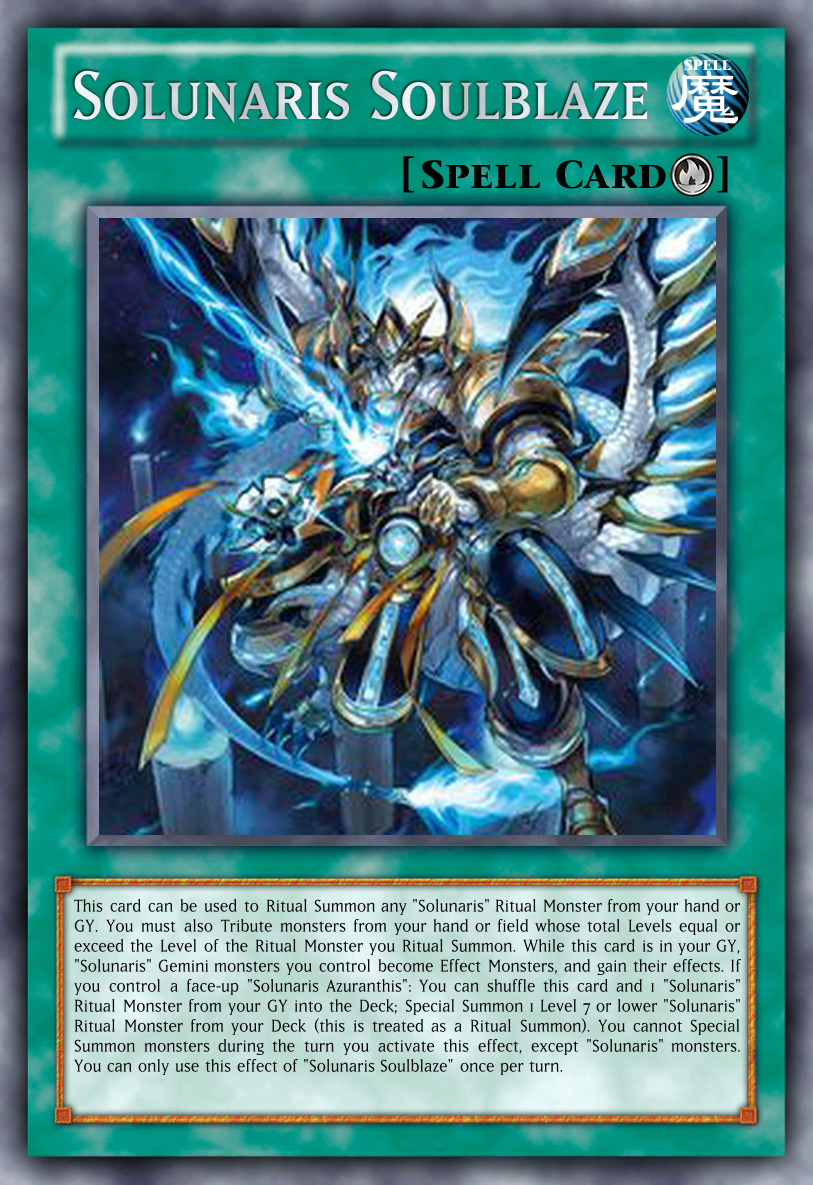 Solunaris Soulblaze
SPELL
魔
[Spell Card]
This card can be used to Ritual Summon any "Solunaris" Ritual Monster from your hand or
GY. You must also Tribute monsters from your hand or field whose total Levels equal or
exceed the Level of the Ritual Monster you Ritual Summon. While this card is in your GY,
"Solunaris" Gemini monsters you control become Effect Monsters, and gain their effects. If
you control a face-up "Solunaris Azuranthis": You can shuffle this card and 1 "Solunaris"
Ritual Monster from your GY into the Deck; Special Summon 1 Level 7 or lower "Solunaris"
Ritual Monster from your Deck (this is treated as a Ritual Summon). You cannot Special
Summon monsters during the turn you activate this effect, except "Solunaris" monsters.
You can only use this effect of "Solunaris Soulblaze" once per turn.